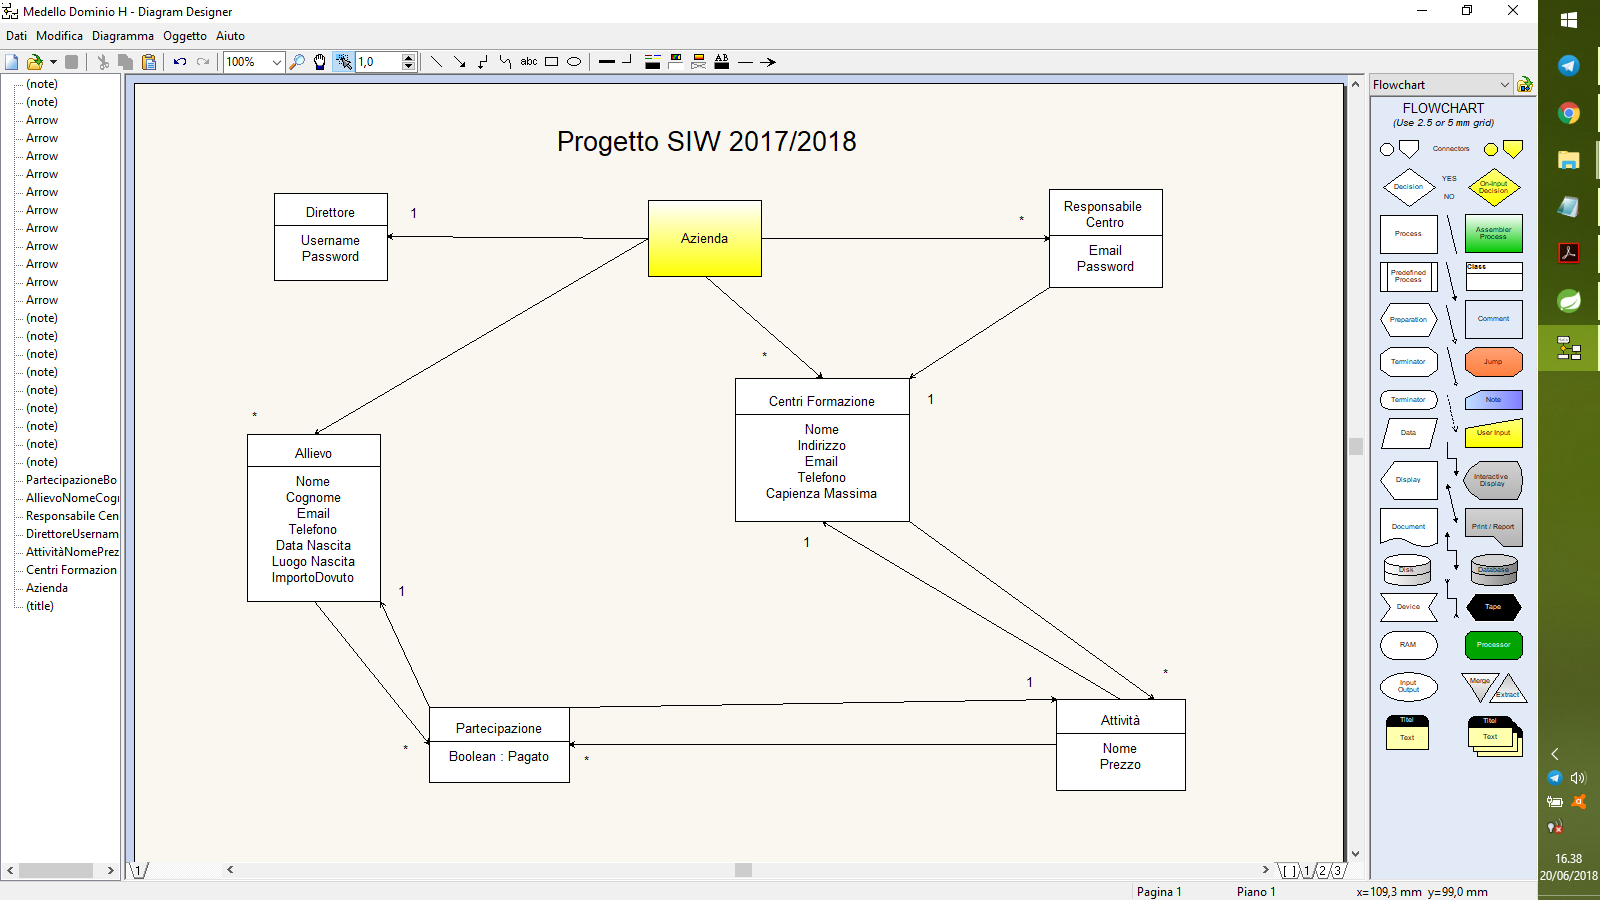 Medello Dominio H - Diagram Designer
Dati Modifica Diagramma Oggetto Aiuto
100%
1,0
abc
AB
(note)
(note)
Arrow
Arrow
Arrow
Arrow
Arrow
Arrow
Arrow
Arrow
Arrow
Arrow
Arrow
(note)
(note)
(note)
(note)
(note)
(note)
(note)
(note)
(note)
PartecipazioneBo
AllievoNomeCogi
Responsabile Cen
DirettoreUsernam
AttivitàNomePrez
Centri Formazion
Azienda
(title)
Progetto SIW 2017/2018
Direttore
Username
Password
1
Azienda
*
Responsabile
Centro
Email
Password
*
Centri Formazione
Nome
Indirizzo
Email
Telefono
Capienza Massima
1
*
Allievo
Nome
Cognome
Email
Telefono
Data Nascita
Luogo Nascita
ImportoDovuto
1
1
*
1
Partecipazione
Boolean : Pagato
*
*
Attività
Nome
Prezzo
Flowchart
FLOWCHART
(Use 2.5 or 5 mm grid)
Connectors
Decision
YES
NO
On-Input
Decision
Process
Assembler
Process
Predefined
Process
Class
Preparation
Comment
Terminator
Jump
Terminator
Note
Data
User Input
Display
Interactive
Display
Document
Print / Report
Disk
Database
Device
Tape
RAM
Processor
Input
Output
Merge
Extract
Titel
Text
Titel
Text
1
[ ] 1 2 3
Pagina 1
Piano 1
x=109,3 mm y=99,0 mm
16.38
20/06/2018